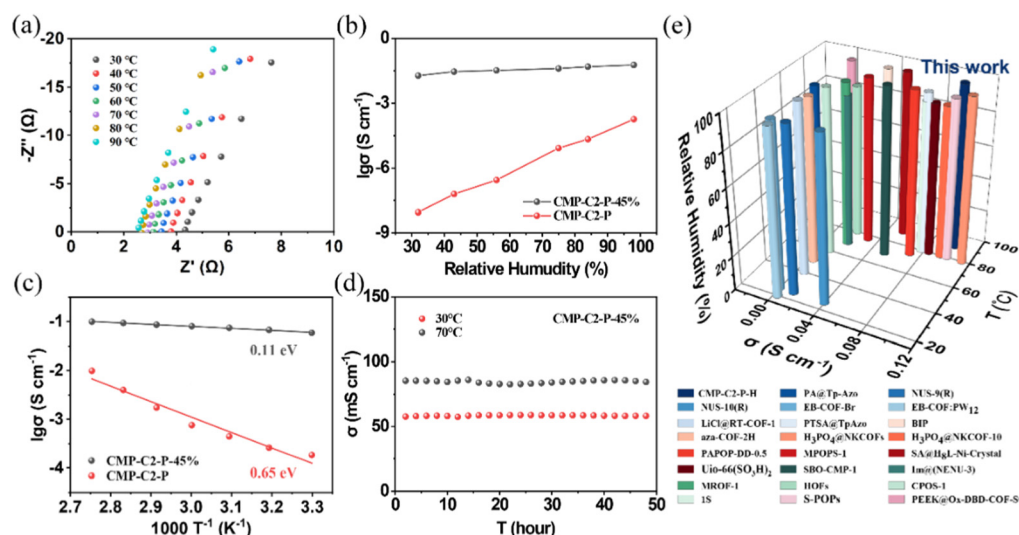 (a)
-20
-15
-10
-5
0
-Z'' (Ω)
30 °C
40 °C
50 °C
60 °C
70 °C
80 °C
90 °C
0 2 4 6 8 10
Z' (Ω)
(b)
0
-3
-6
-9
lgσ (S cm⁻¹)
CMP-C2-P-45%
CMP-C2-P
30 40 50 60 70 80 90 100
Relative Humudity (%)
(c)
0
-1
-2
-3
-4
lgσ (S cm⁻¹)
0.11 eV
0.65 eV
CMP-C2-P-45%
CMP-C2-P
2.7 2.8 2.9 3.0 3.1 3.2 3.3
1000 T⁻¹ (K⁻¹)
(d)
150
100
50
0
σ (mS cm⁻¹)
30°C
70°C
CMP-C2-P-45%
0 10 20 30 40 50
T (hour)
(e)
This work
100
80
60
40
20
0
Relative Humidity (%)
0.00
0.04
0.08
0.12
σ (S cm⁻¹)
20
40
60
80
100
T (°C)
CMP-C2-P-H PA@Tp-Azo NUS-9(R)
NUS-10(R) EB-COF-Br EB-COF:PW₁₂
LiCl@RT-COF-1 PTSA@TpAzo BIP
aza-COF-2H H₃PO₄@NKCOFs H₃PO₄@NKCOF-10
PAPOP-DD-0.5 MPOPS-1 SA@HgL-Ni-Crystal
Uio-66(SO₃H)₂ SBO-CMP-1 Im@(NENU-3)
MROF-1 HOFs CPOS-1
1S S-POPs PEEK@Ox-DBD-COF-S